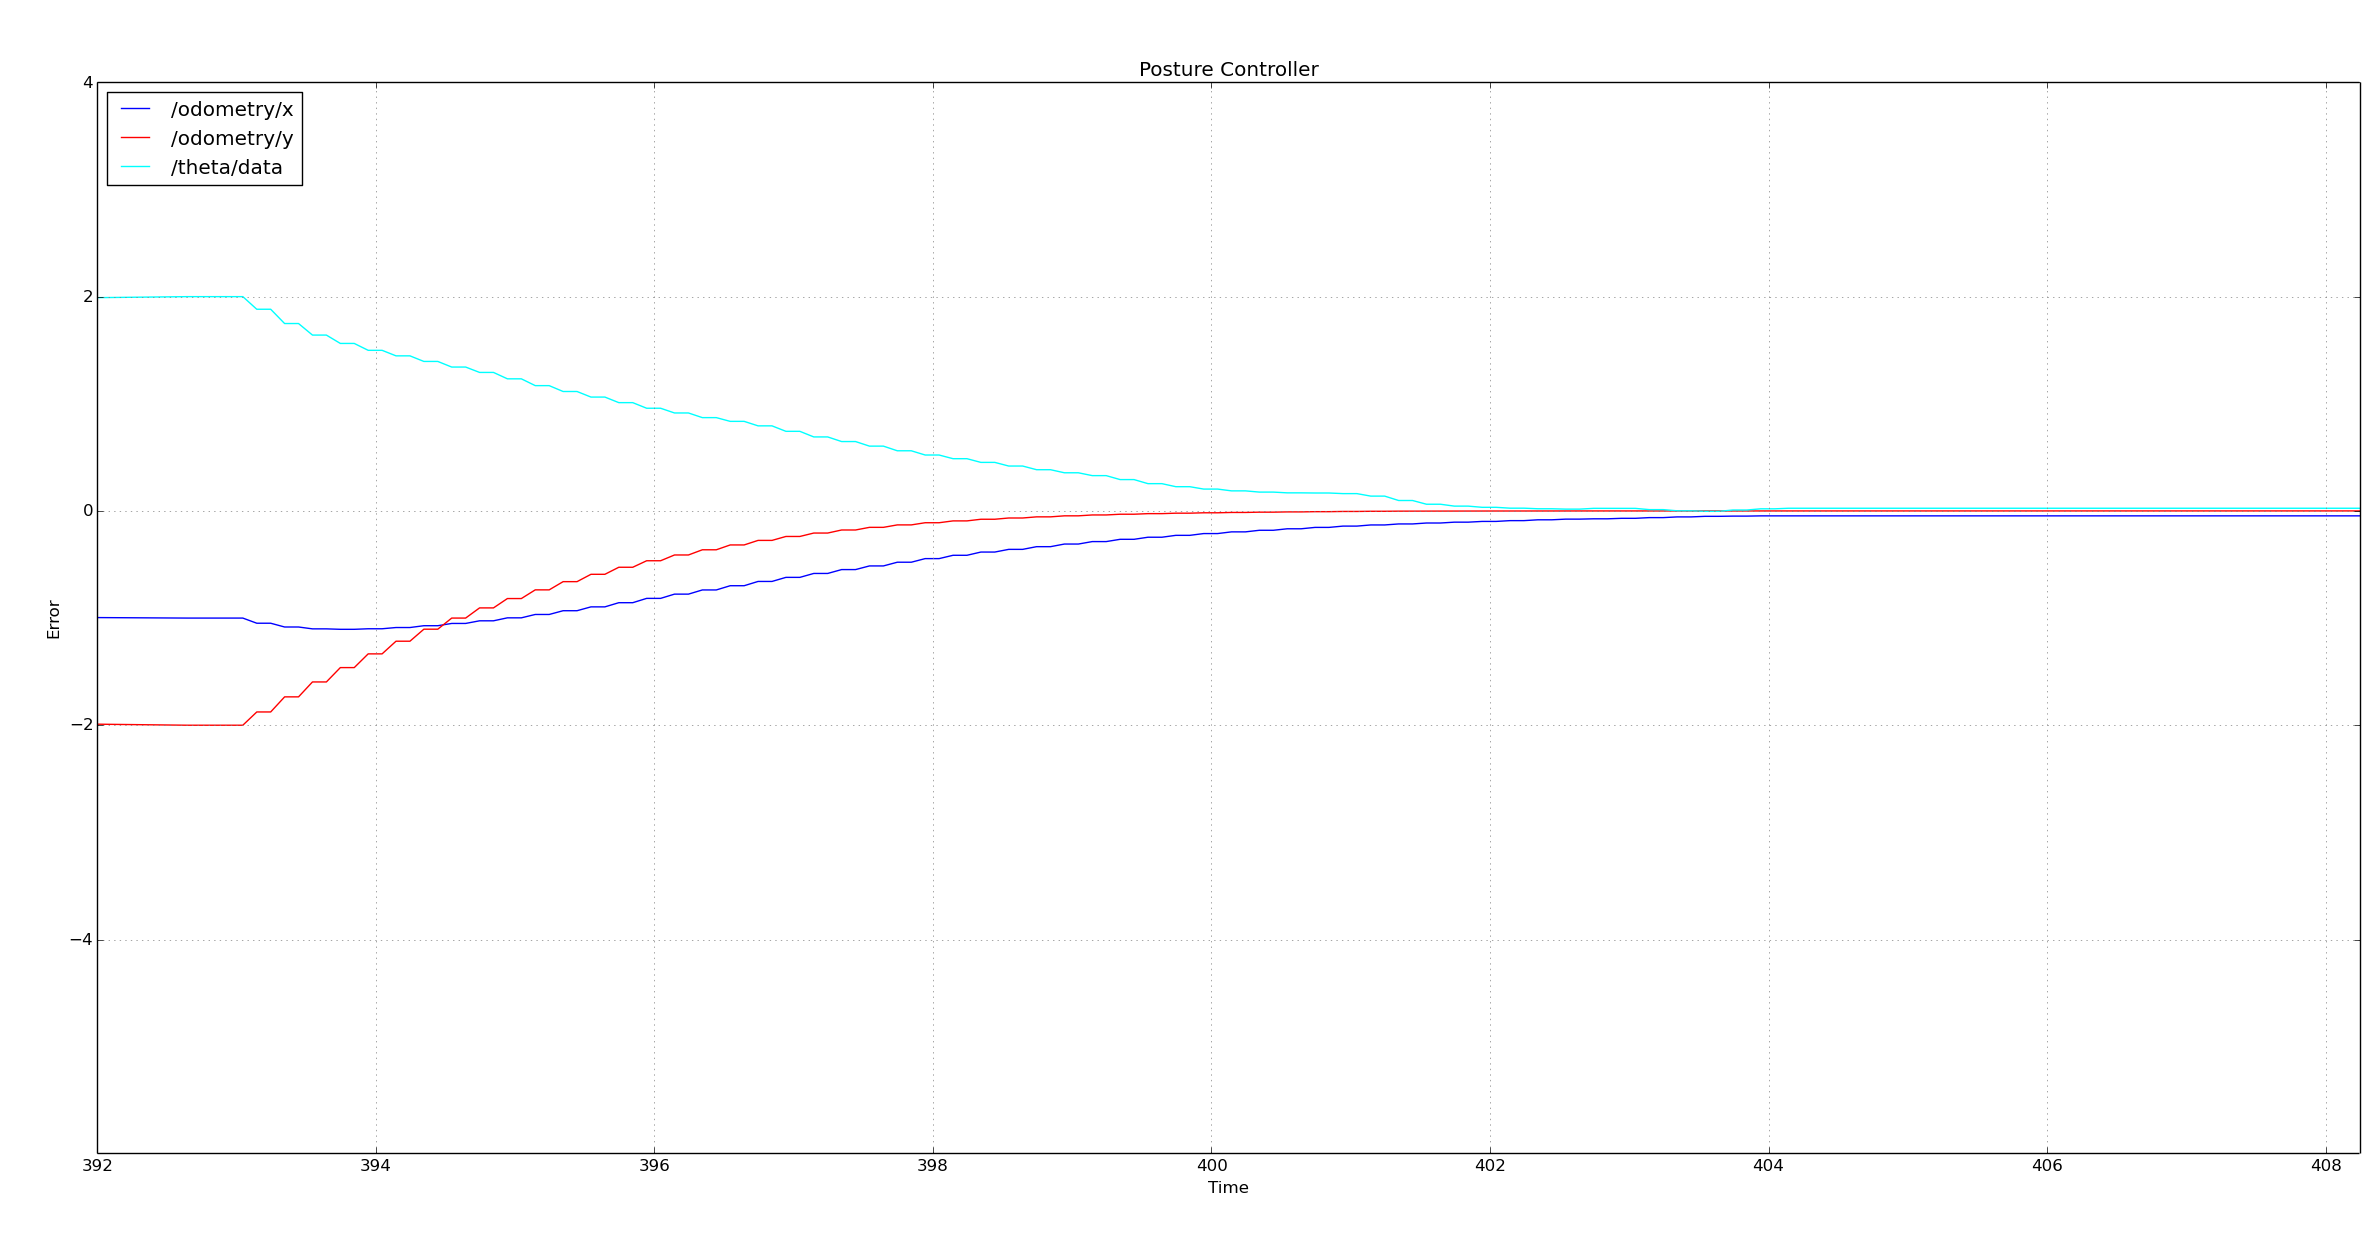 Posture Controller
/odometry/x
/odometry/y
/theta/data
4
2
0
−2
−4
Error
392 394 396 398 400 402 404 406 408
Time